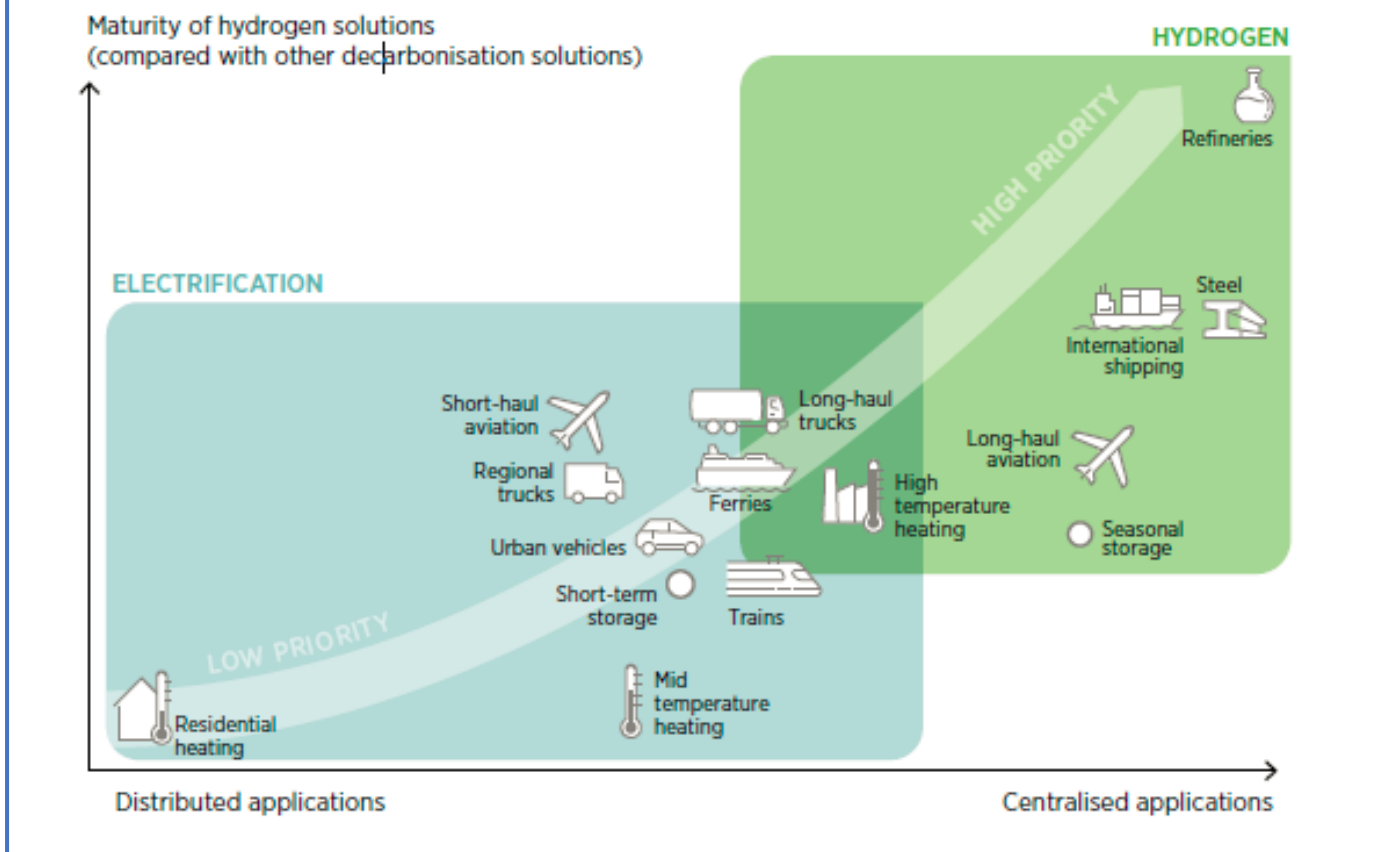 Maturity of hydrogen solutions
(compared with other decarbonisation solutions)
HYDROGEN
HIGH PRIORITY
Refineries
ELECTRIFICATION
Steel
International
shipping
Short-haul
aviation
Long-haul
trucks
Long-haul
aviation
Regional
trucks
Ferries
High
temperature
heating
Urban vehicles
Seasonal
storage
Short-term
storage
Trains
LOW PRIORITY
Mid
temperature
heating
Residential
heating
Distributed applications
Centralised applications